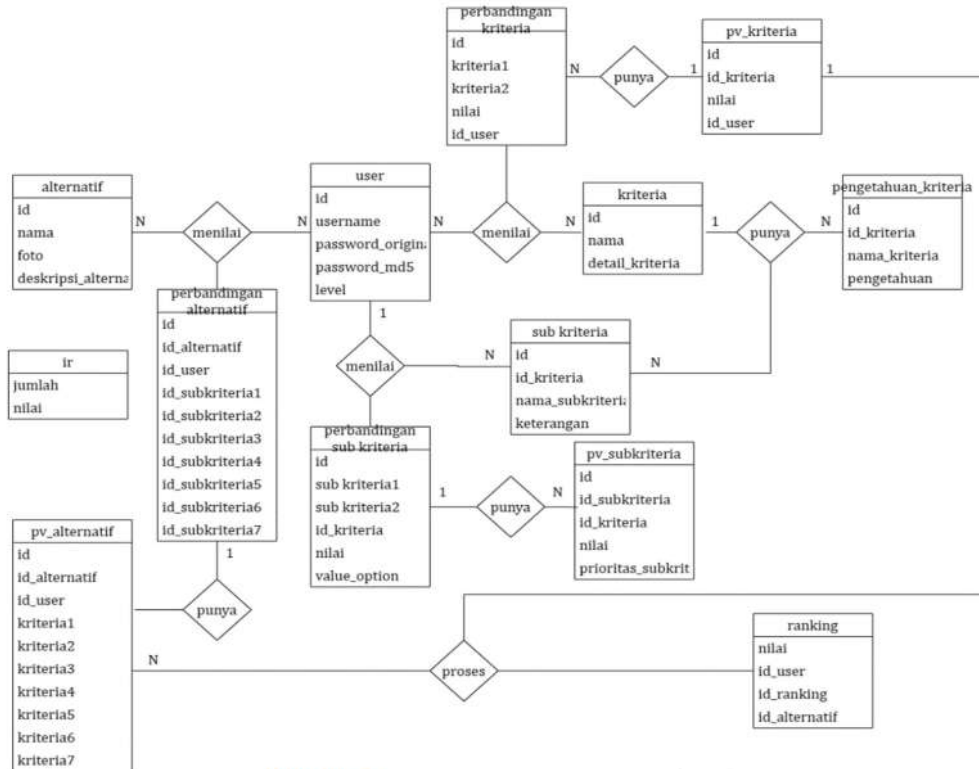 perbandingan
kriteria
id
kriteria1
kriteria2
nilai
id_user
N
punya
1
pv_kriteria
id
id_kriteria
nilai
id_user
1
alternatif
id
nama
foto
deskripsi_alterna
N
menilai
N
user
id
username
password_origina
password_md5
level
N
menilai
N
kriteria
id
nama
detail_kriteria
1
punya
N
pengetahuan_kriteria
id
id_kriteria
nama_kriteria
pengetahuan
perbandingan
alternatif
id
id_alternatif
id_user
id_subkriteria1
id_subkriteria2
id_subkriteria3
id_subkriteria4
id_subkriteria5
id_subkriteria6
id_subkriteria7
1
menilai
N
sub kriteria
id
id_kriteria
nama_subkriteria
keterangan
N
ir
jumlah
nilai
perbandingan
sub kriteria
id
sub kriteria1
sub kriteria2
id_kriteria
nilai
value_option
1
punya
N
pv_subkriteria
id
id_subkriteria
id_kriteria
nilai
prioritas_subkrit
pv_alternatif
id
id_alternatif
id_user
kriteria1
kriteria2
kriteria3
kriteria4
kriteria5
kriteria6
kriteria7
1
punya
N
proses
ranking
nilai
id_user
id_ranking
id_alternatif